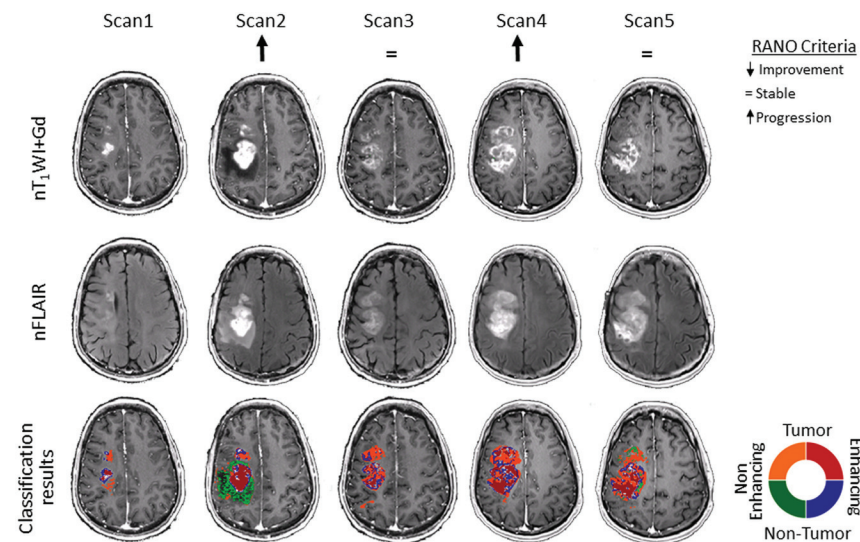 Scan1 Scan2 Scan3 Scan4 Scan5
=
=
RANO Criteria
Improvement
= Stable
Progression
nT₁WI+Gd
nFLAIR
Classification
results
Tumor
Non
Enhancing
Enhancing
Non-Tumor